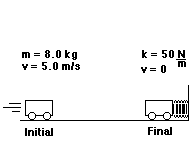 m = 8.0 kg
v = 5.0 m/s
k = 50 N/m
v = 0
Initial
Final